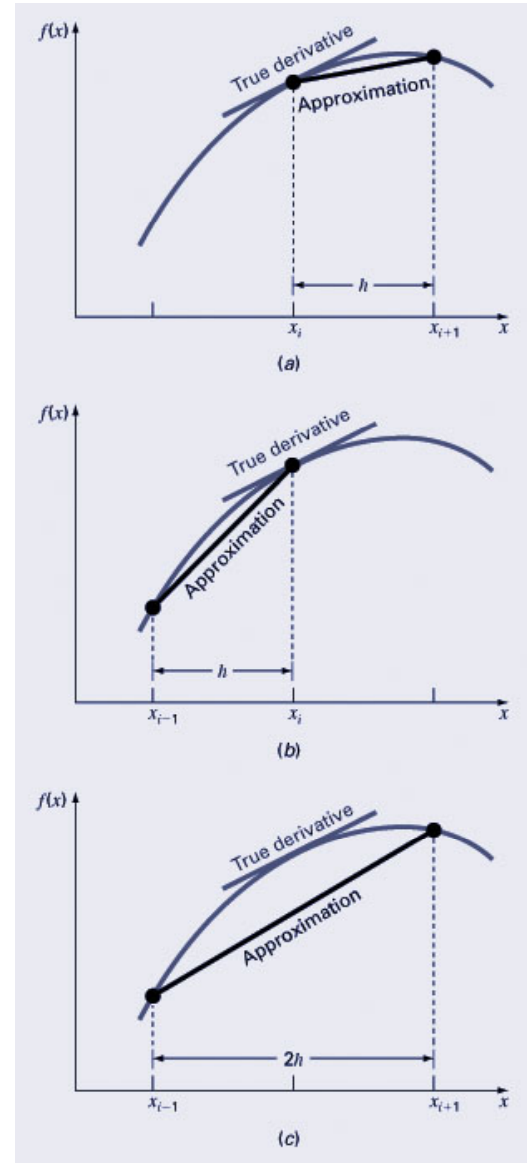 f(x)
True derivative
Approximation
h
x_i x_{i+1} x
(a)
f(x)
True derivative
Approximation
h
x_{i−1} x_i x
(b)
f(x)
True derivative
Approximation
2h
x_{i−1} x_{i+1} x
(c)